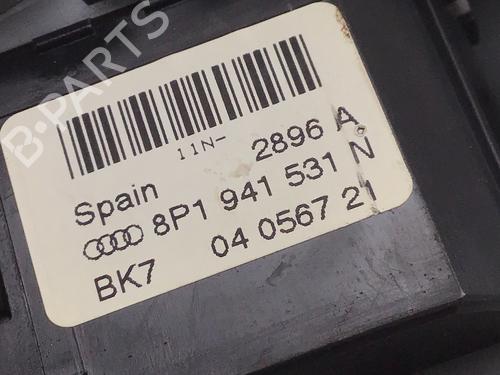 B-PARTS
11N-
2896 A
Spain
8P1 941 531 N
BK7 04 0567 21